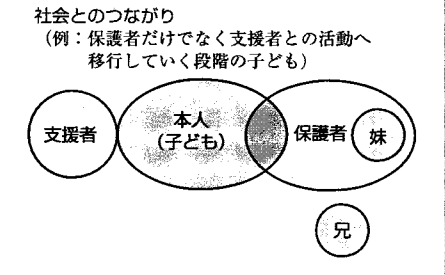 社会とのつながり
（例：保護者だけでなく支援者との活動へ
移行していく段階の子ども）
支援者
本人
（子ども）
保護者
妹
兄